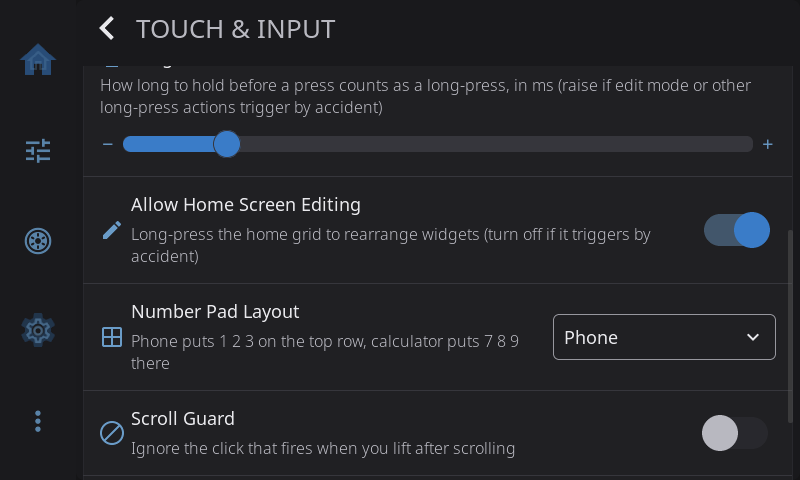 TOUCH & INPUT
How long to hold before a press counts as a long-press, in ms (raise if edit mode or other
long-press actions trigger by accident)
Allow Home Screen Editing
Long-press the home grid to rearrange widgets (turn off if it triggers by
accident)
Number Pad Layout
Phone puts 1 2 3 on the top row, calculator puts 7 8 9
there
Phone
Scroll Guard
Ignore the click that fires when you lift after scrolling